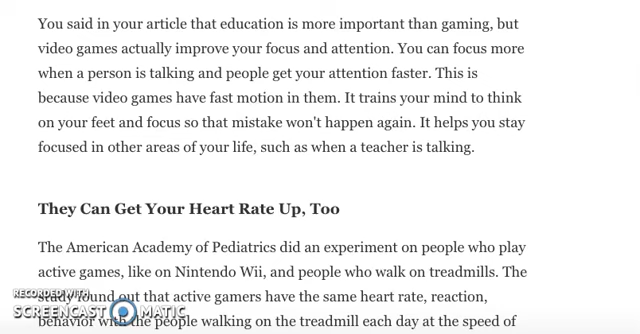 You said in your article that education is more important than gaming, but
video games actually improve your focus and attention. You can focus more
when a person is talking and people get your attention faster. This is
because video games have fast motion in them. It trains your mind to think
on your feet and focus so that mistake won't happen again. It helps you stay
focused in other areas of your life, such as when a teacher is talking.
They Can Get Your Heart Rate Up, Too
The American Academy of Pediatrics did an experiment on people who play
active games, like on Nintendo Wii, and people who walk on treadmills. The
RECORDED WITH
study found out that active gamers have the same heart rate, reaction,
SCREENCAST MATIC
behavior with the people walking on the treadmill each day at the speed of